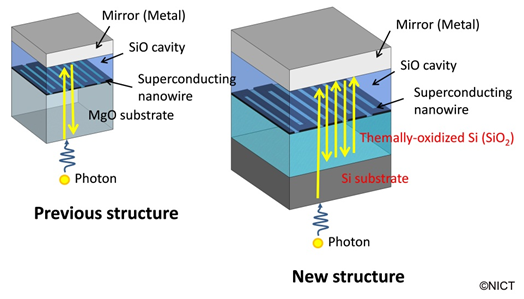 Mirror (Metal)
SiO cavity
Superconducting
nanowire
MgO substrate
Photon
Previous structure
Mirror (Metal)
SiO cavity
Superconducting
nanowire
Themally-oxidized Si (SiO₂)
Si substrate
Photon
New structure
©NICT